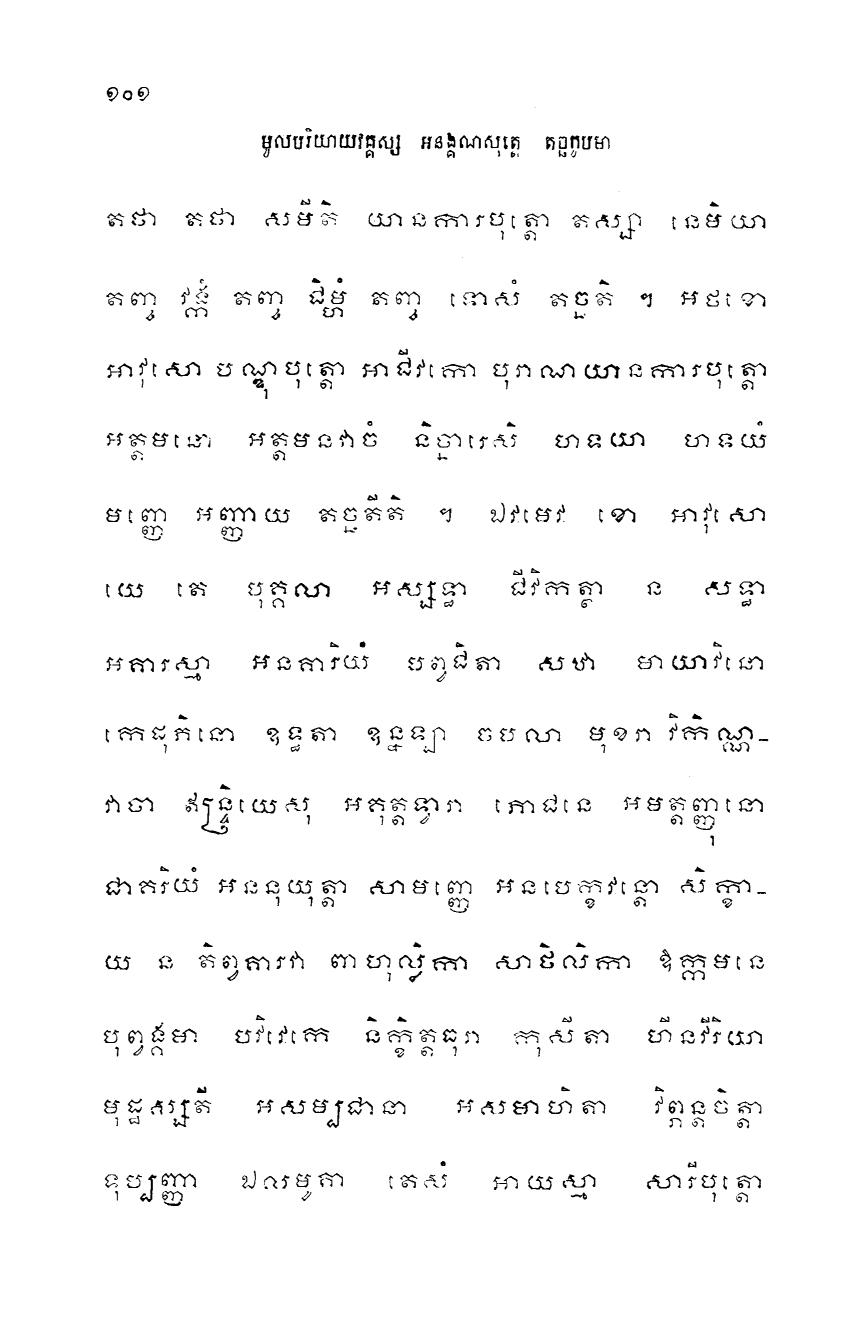 ១០១
មូលបរិយាយវគ្គស្ស អនង្គណសុត្តេ តច្ឆកូបមា
តថា តថា សមីតិ យានការបុត្តោ តស្សា នេមិយា
តញ្ច វង្កំ តញ្ច ជិម្ហំ តញ្ច ទោសំ តច្ឆតិ ។ អថខោ
អាវុសោ បណ្ឌុបុត្តោ អាជីវកោ បុរាណយានការបុត្តោ
អត្តមនោ អត្តមនវាចំ និច្ឆារេសិ ហទយា ហទយំ
មញ្ញេ អញ្ញាយ តច្ឆតីតិ ។ ឯវមេវ ខោ អាវុសោ
យេ តេ បុគ្គលា អស្សទ្ធា ជីវិកត្ថា ន សទ្ធា
អគារស្មា អនគារិយំ បព្វជិតា សឋា មាយាវិនោ
កេដុភិនោ ឧទ្ធតា ឧន្នឡា ចបលា មុខរា វិកិណ្ណ-
វាចា ឥន្ទ្រិយេសុ អគុត្តទ្វារា ភោជនេ អមត្តញ្ញុនោ
ជាគរិយំ អននុយុត្តា សាមញ្ញេ អនបេក្ខវន្តោ សិក្ខា-
យ ន តិព្វគារវា ពាហុល្លិកា សាថិលិកា ឱក្កមនេ
បុព្វង្គមា បវិវេកេ និក្ខិត្តធុរា កុសីតា ហីនវីរិយា
មុដ្ឋស្សតី អសម្បជានា អសមាហិតា វិព្ភន្តចិត្តា
ទុប្បញ្ញា ឯលមូគា តេសំ អាយស្មា សារីបុត្តោ